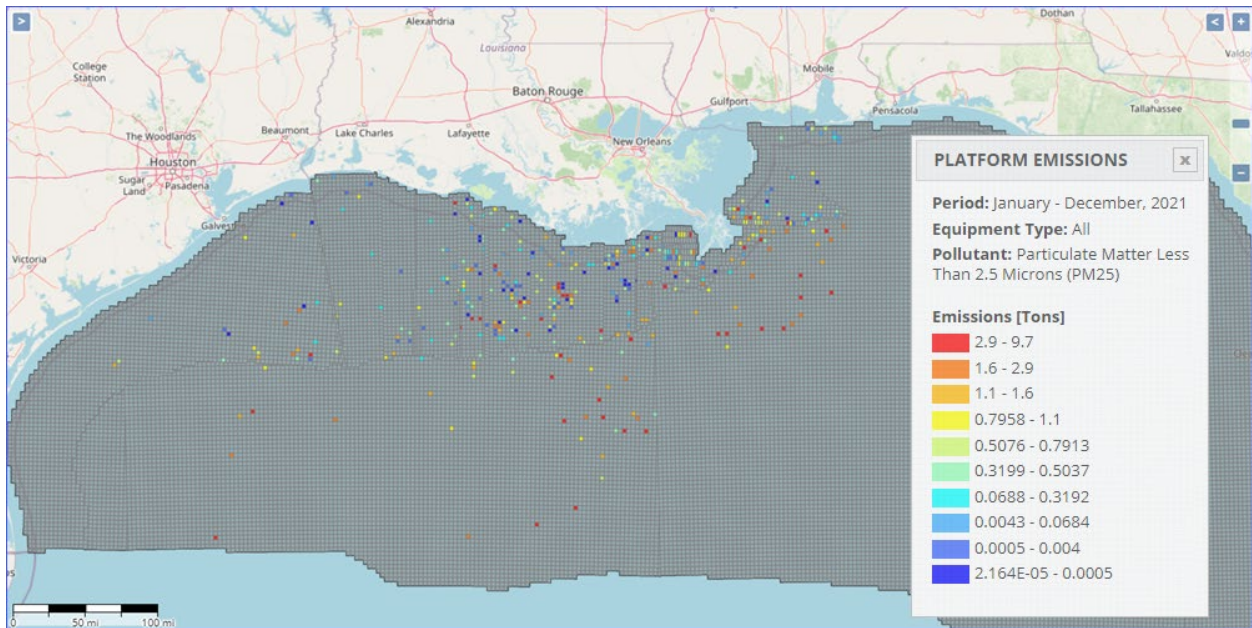 >
Alexandria
Dothan
<
+
Louisiana
Valdos
College
Station
Mobile
Baton Rouge
Gulfport
Pensacola
Tallahassee
The Woodlands
Beaumont
Lake Charles
Lafayette
New Orleans
Houston
Sugar
Land
Pasadena
Galvest
Victoria
−
PLATFORM EMISSIONS
x
Period: January - December, 2021
Equipment Type: All
Pollutant: Particulate Matter Less
Than 2.5 Microns (PM25)
Emissions [Tons]
2.9 - 9.7
1.6 - 2.9
1.1 - 1.6
0.7958 - 1.1
0.5076 - 0.7913
0.3199 - 0.5037
0.0688 - 0.3192
0.0043 - 0.0684
0.0005 - 0.004
2.164E-05 - 0.0005
0
50 mi
100 mi